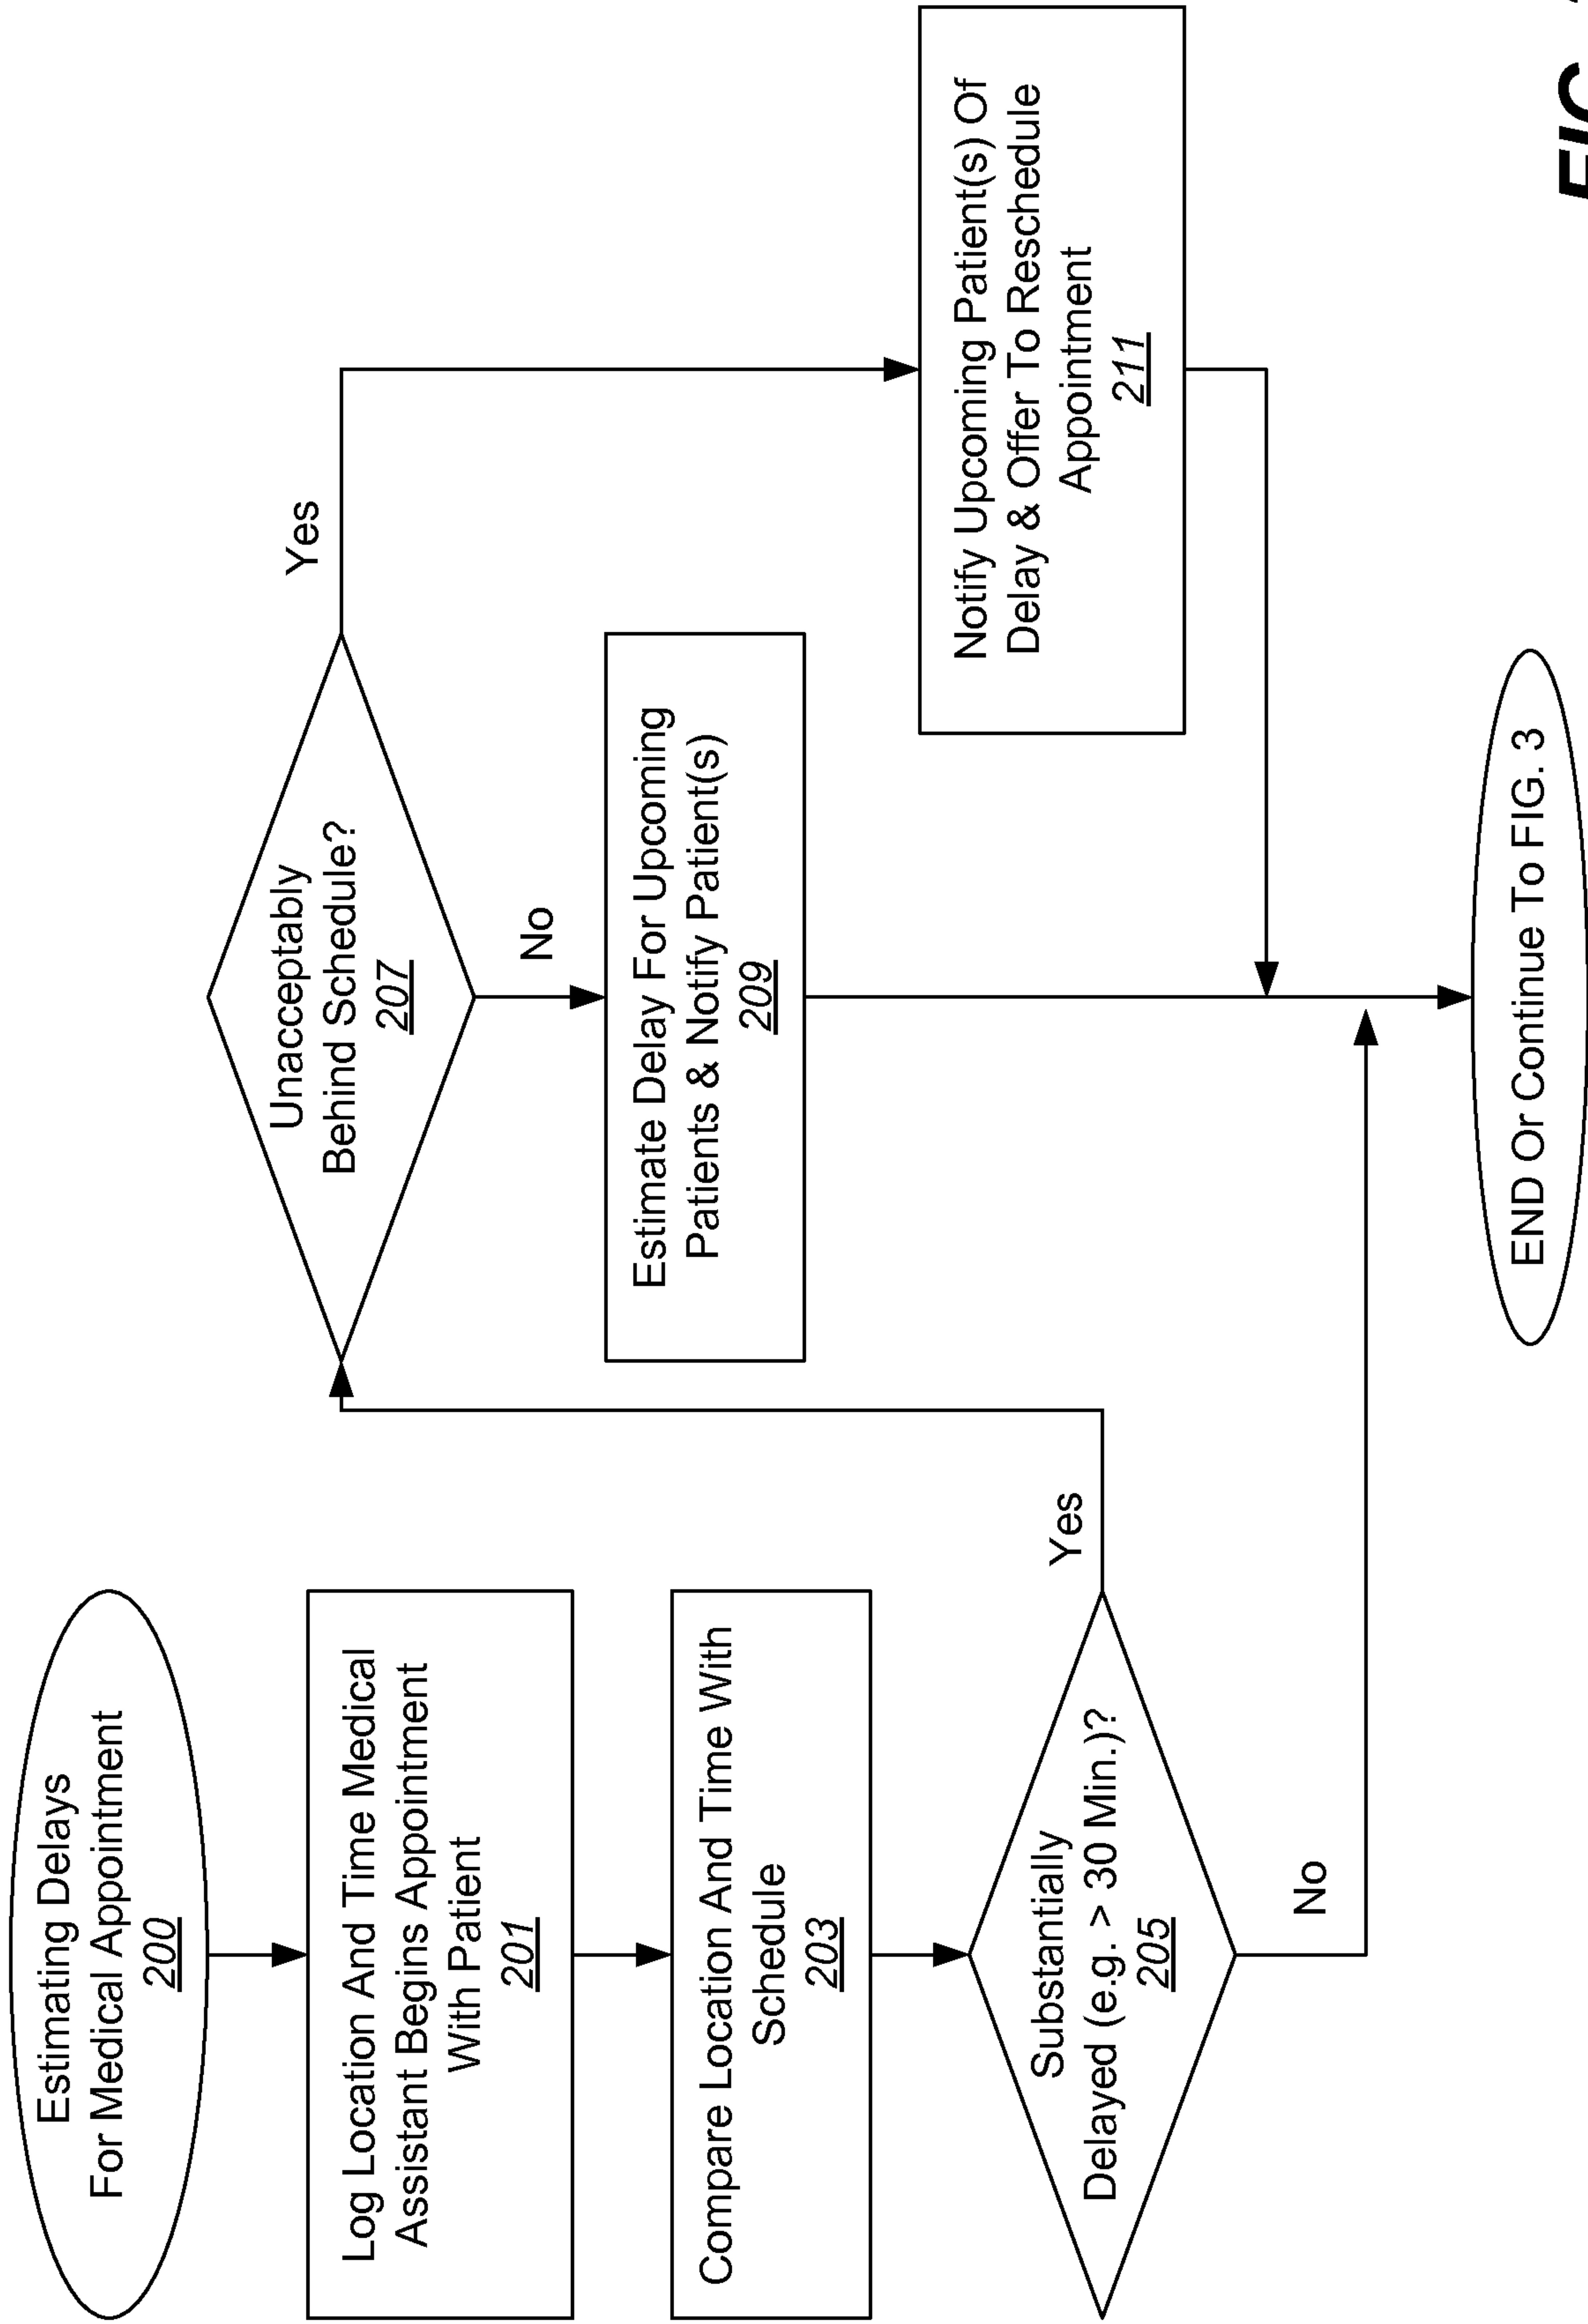 Estimating Delays
For Medical Appointment
200
Log Location And Time Medical
Assistant Begins Appointment
With Patient
201
Compare Location And Time With
Schedule
203
Substantially
Delayed (e.g. > 30 Min.)?
205
Yes
No
Unacceptably
Behind Schedule?
207
Yes
No
Estimate Delay For Upcoming
Patients & Notify Patient(s)
209
Notify Upcoming Patient(s) Of
Delay & Offer To Reschedule
Appointment
211
END Or Continue To FIG. 3